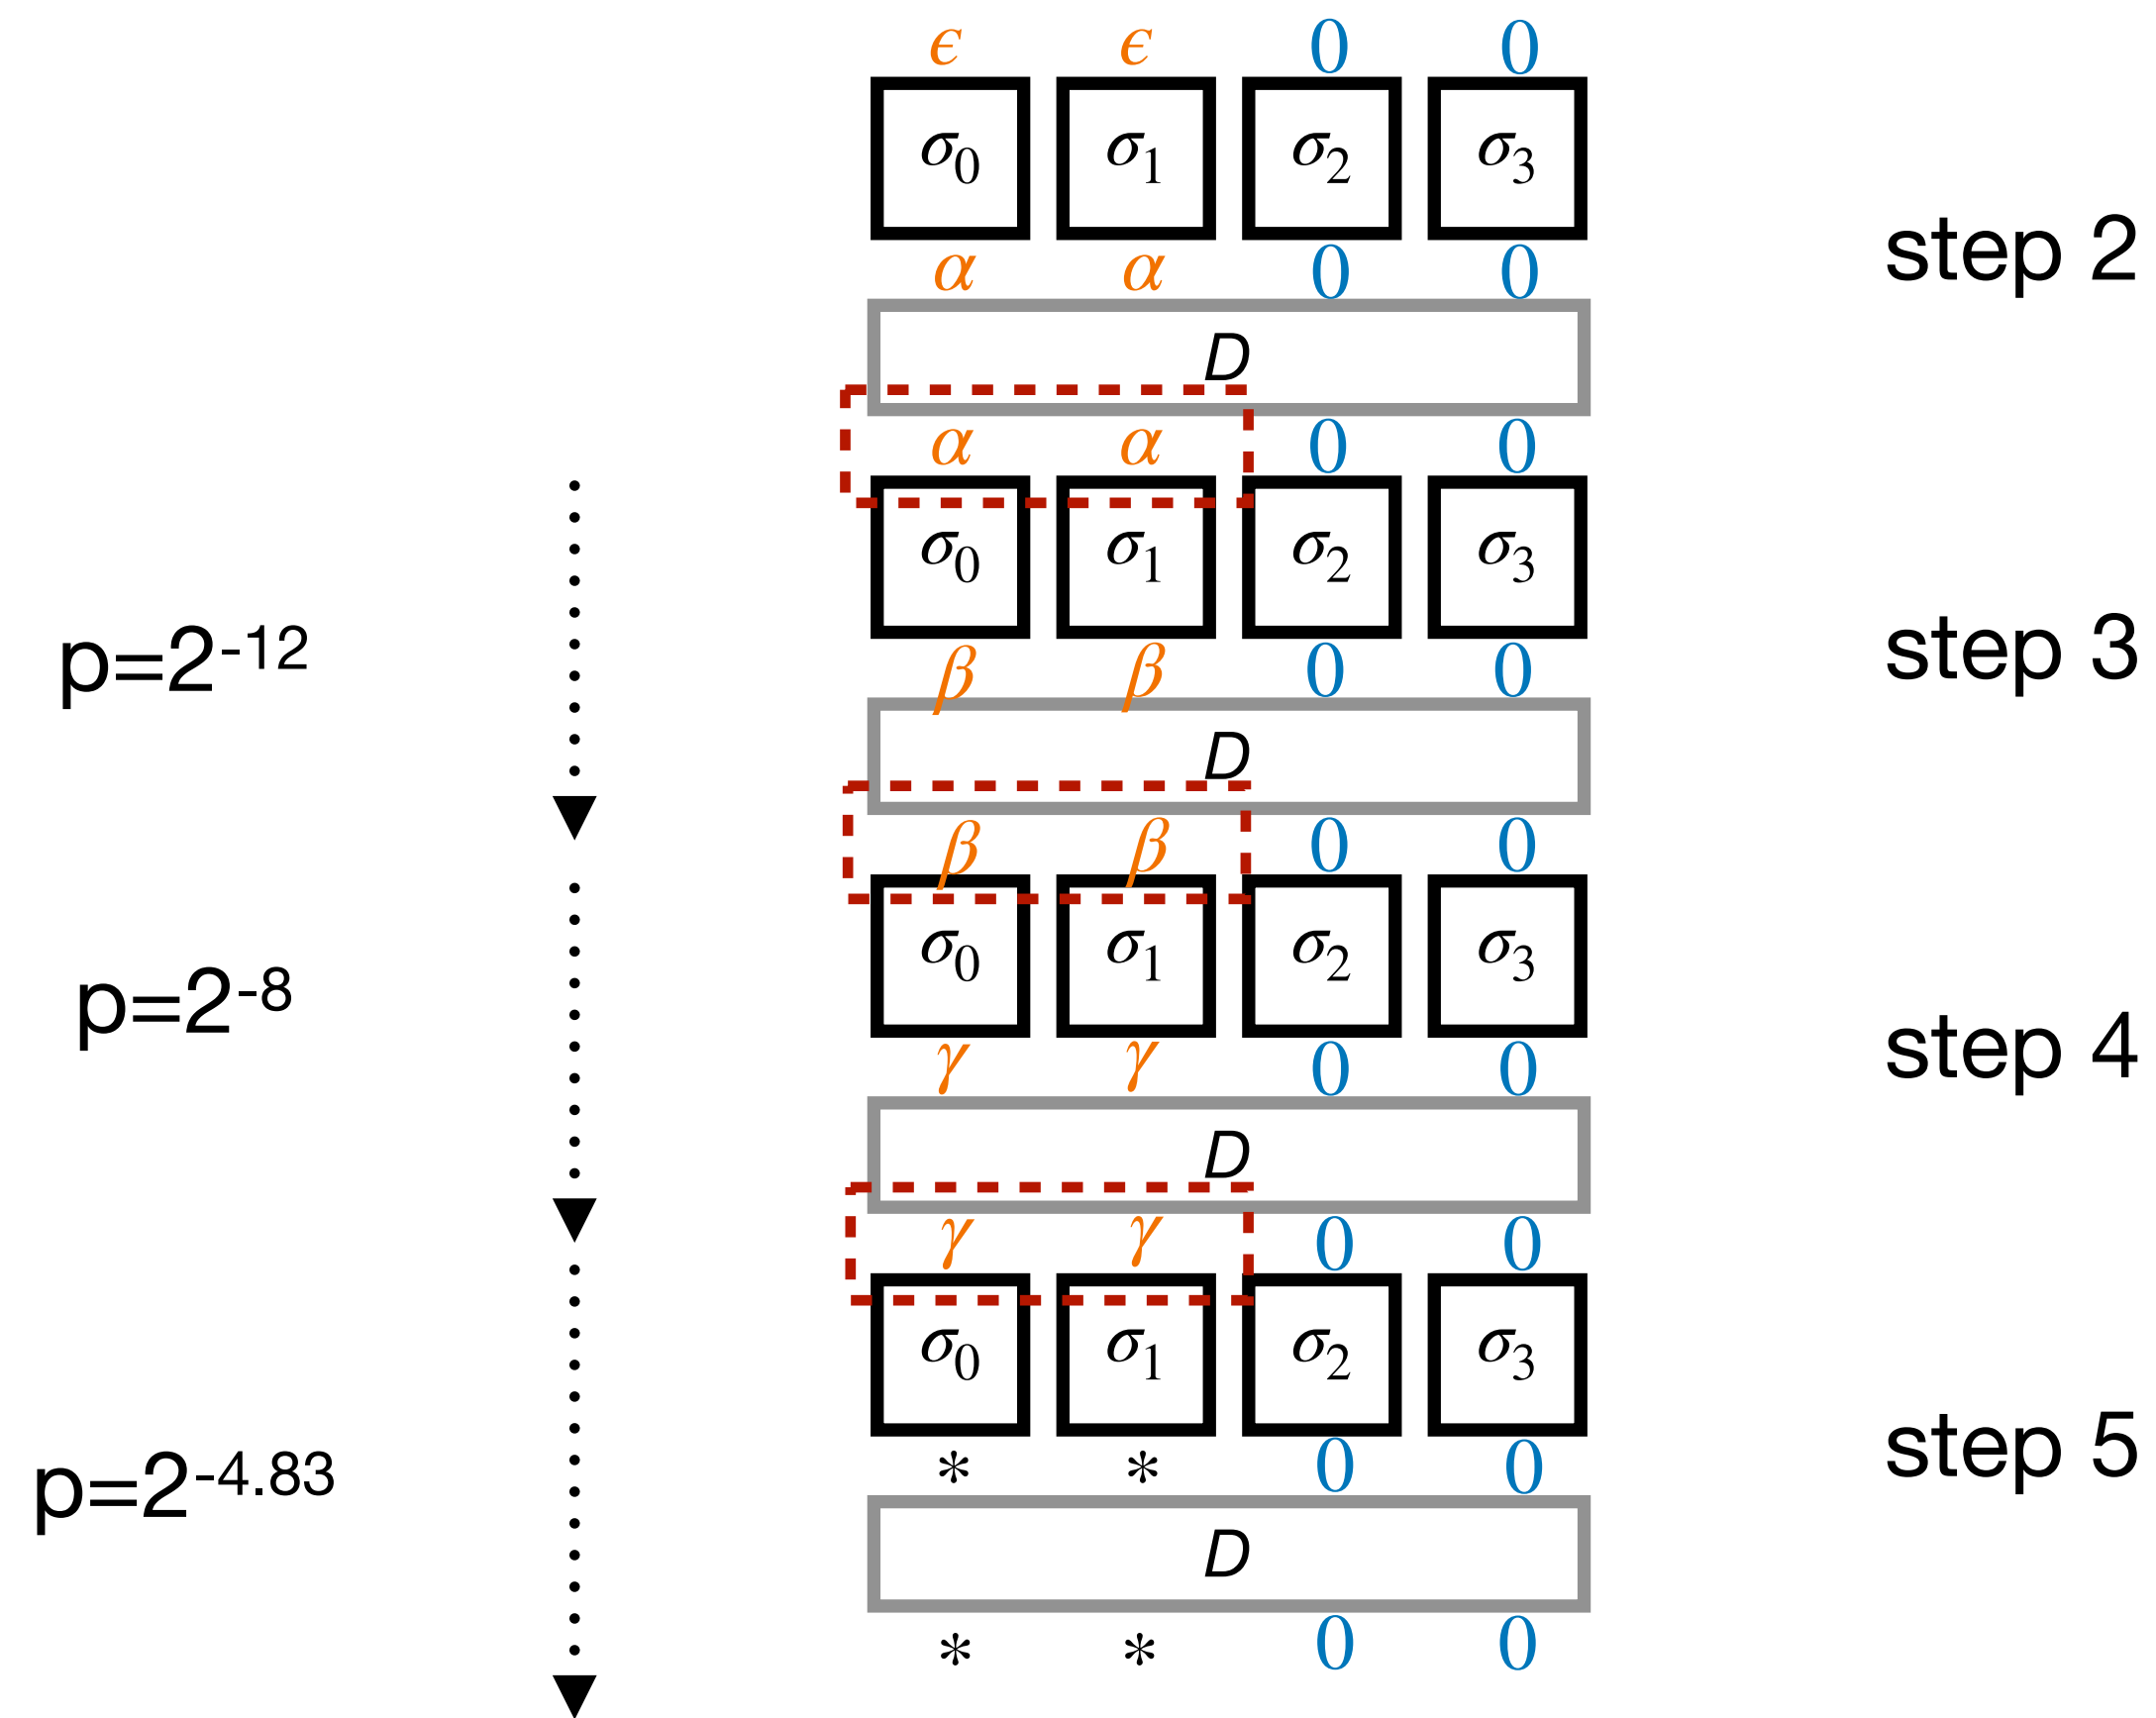 ϵ ϵ 0 0
σ₀ σ₁ σ₂ σ₃
step 2
α α 0 0
D
α α 0 0
σ₀ σ₁ σ₂ σ₃
p=2⁻¹² step 3
β β 0 0
D
β β 0 0
σ₀ σ₁ σ₂ σ₃
p=2⁻⁸ step 4
γ γ 0 0
D
γ γ 0 0
σ₀ σ₁ σ₂ σ₃
p=2^-4.83 step 5
* * 0 0
D
* * 0 0